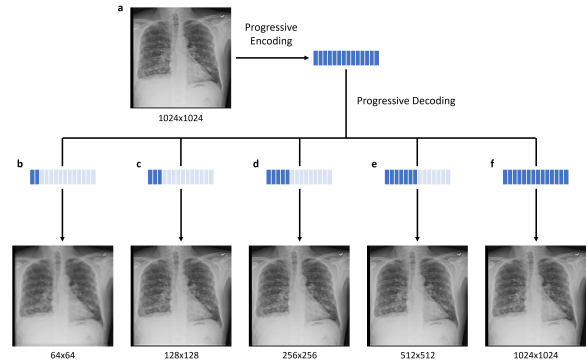 a
Progressive
Encoding
1024x1024
Progressive Decoding
b
c
d
e
f
64x64
128x128
256x256
512x512
1024x1024